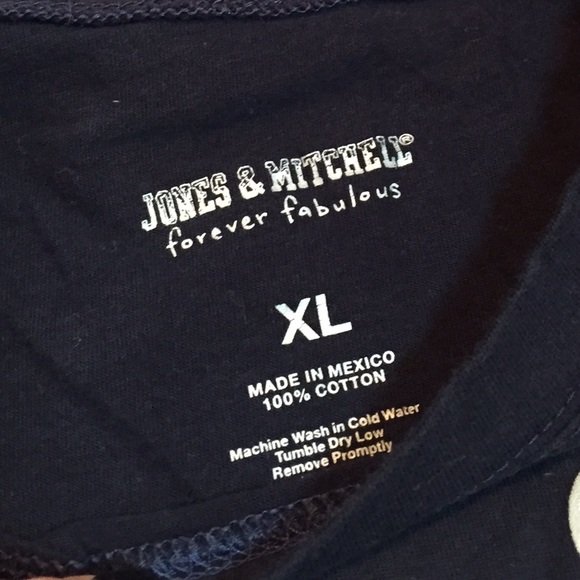 JONES & MITCHELL®
forever fabulous
XL
MADE IN MEXICO
100% COTTON
Machine Wash in Cold Water
Tumble Dry Low
Remove Promptly